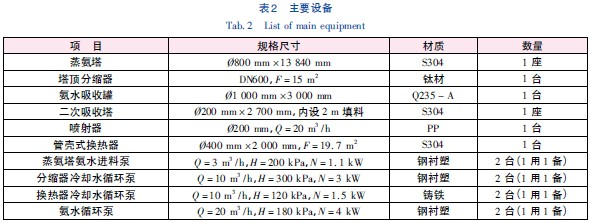 表2 主要设备
Tab. 2 List of main equipment
项 目 规格尺寸 材质 数量
蒸氨塔 Ø800 mm×13 840 mm S304 1 座
塔顶分缩器 DN600, F = 15 m² 钛材 1 台
氨水吸收罐 Ø1 000 mm×3 000 mm Q235 - A 1 台
二次吸收塔 Ø200 mm×2 700 mm, 内设 2 m 填料 S304 1 座
喷射器 Ø200 mm, Q = 20 m³/h PP 1 台
管壳式换热器 Ø400 mm×2 000 mm, F = 19. 7 m² S304 1 台
蒸氨塔氨水进料泵 Q = 3 m³/h, H = 200 kPa, N = 1. 1 kW 钢衬塑 2 台(1 用 1 备)
分缩器冷却水循环泵 Q = 10 m³/h, H = 300 kPa, N = 3 kW 钢衬塑 2 台(1 用 1 备)
换热器冷却水循环泵 Q = 10 m³/h, H = 120 kPa, N = 1. 5 kW 铸铁 2 台(1 用 1 备)
氨水循环泵 Q = 20 m³/h, H = 180 kPa, N = 4 kW 钢衬塑 2 台(1 用 1 备)